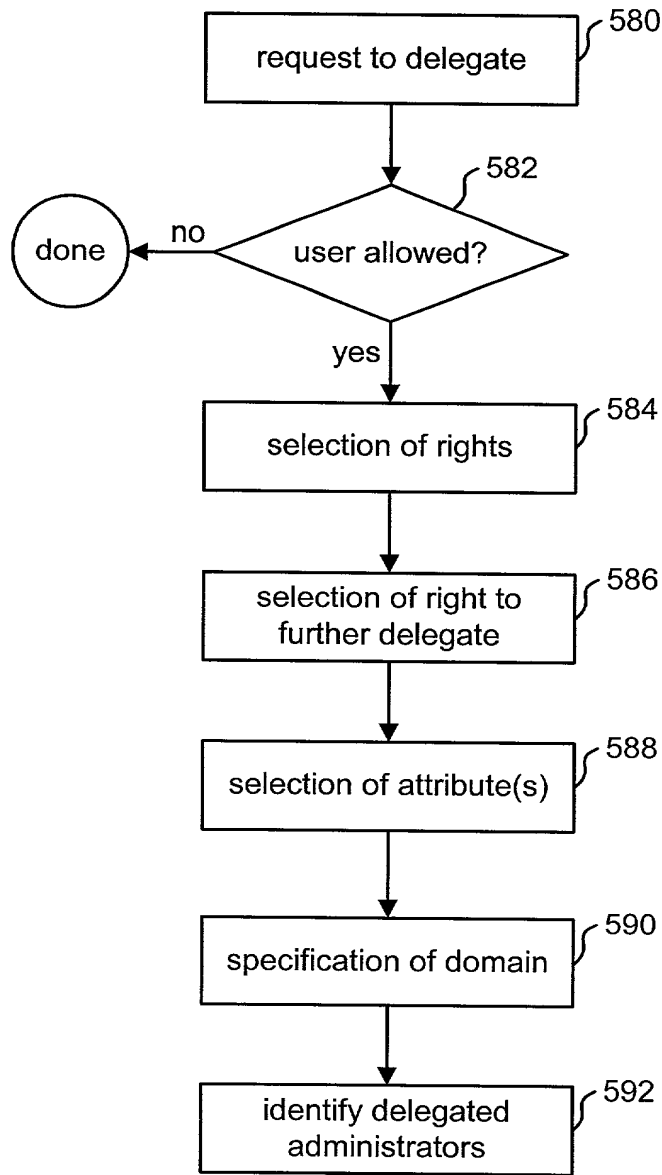 580
request to delegate
582
done
no
user allowed?
yes
584
selection of rights
586
selection of right to
further delegate
588
selection of attribute(s)
590
specification of domain
592
identify delegated
administrators